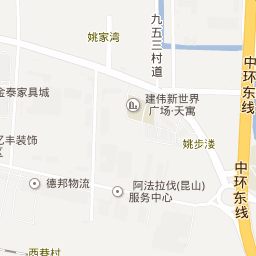 姚家湾
九五三村道
中环东线
金泰家具城
建伟新世界
广场·天寓
姚步溇
亿丰装饰
区
德邦物流
阿法拉伐(昆山)
服务中心
中环东线
西巷村